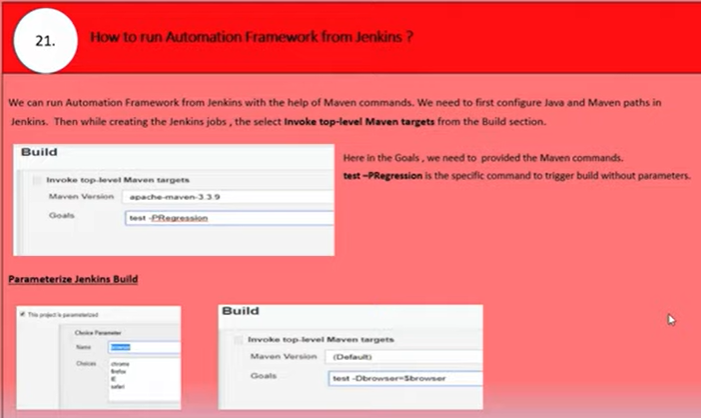 21.
How to run Automation Framework from Jenkins ?
We can run Automation Framework from Jenkins with the help of Maven commands. We need to first configure Java and Maven paths in
Jenkins. Then while creating the Jenkins jobs , the select Invoke top-level Maven targets from the Build section.
Build
Invoke top-level Maven targets
Maven Version apache-maven-3.3.9
Goals test -PRegression
Here in the Goals , we need to provided the Maven commands.
test –PRegression is the specific command to trigger build without parameters.
Parameterize Jenkins Build
This project is parameterized
Choice Parameter
Name browser
Choices chrome
firefox
IE
safari
Build
Invoke top-level Maven targets
Maven Version (Default)
Goals test -Dbrowser=$browser